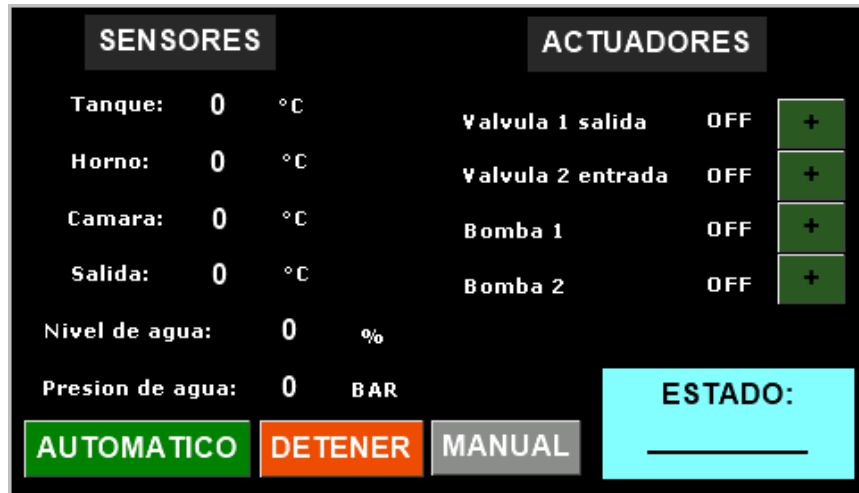 SENSORES
Tanque: 0 °C
Horno: 0 °C
Camara: 0 °C
Salida: 0 °C
Nivel de agua: 0 %
Presion de agua: 0 BAR
ACTUADORES
Valvula 1 salida OFF +
Valvula 2 entrada OFF +
Bomba 1 OFF +
Bomba 2 OFF +
AUTOMATICO DETENER MANUAL
ESTADO: